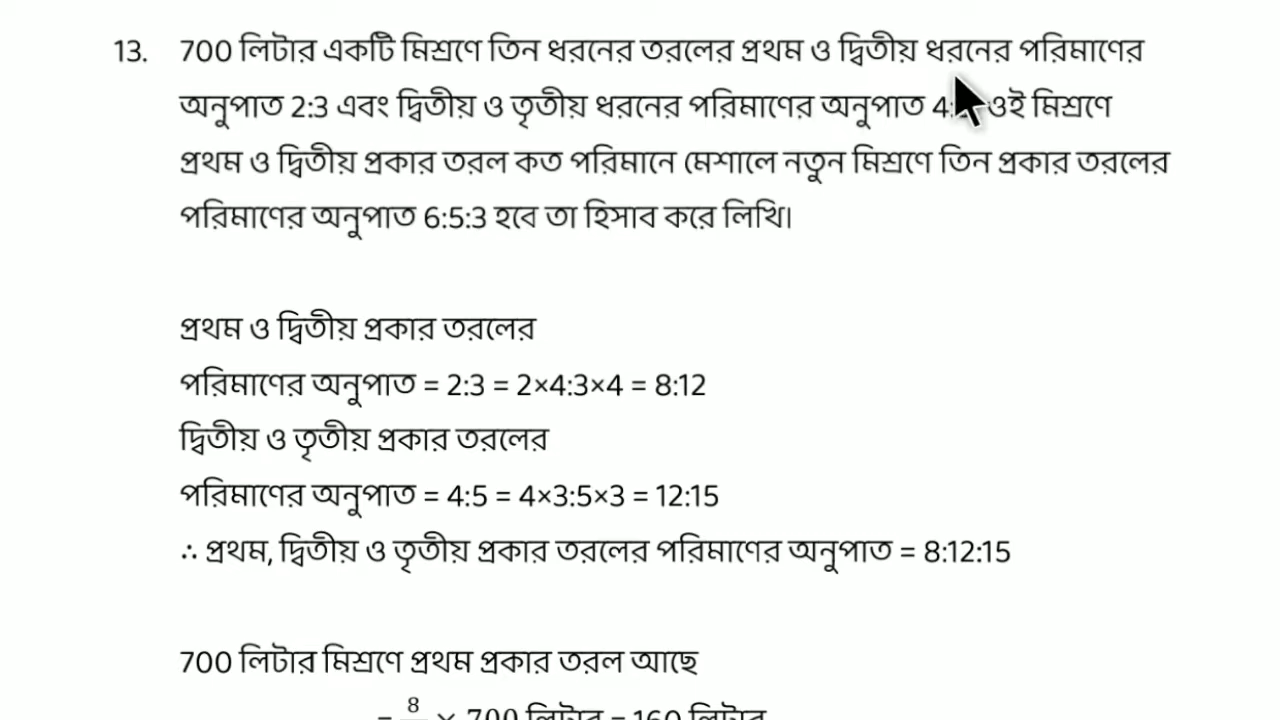 13. 700 লিটার একটি মিশ্রণে তিন ধরনের তরলের প্রথম ও দ্বিতীয় ধরনের পরিমাণের
অনুপাত 2:3 এবং দ্বিতীয় ও তৃতীয় ধরনের পরিমাণের অনুপাত ওই মিশ্রণে
প্রথম ও দ্বিতীয় প্রকার তরল কত পরিমানে মেশালে নতুন মিশ্রণে তিন প্রকার তরলের
পরিমাণের অনুপাত 6:5:3 হবে তা হিসাব করে লিখি।
প্রথম ও দ্বিতীয় প্রকার তরলের
পরিমাণের অনুপাত = 2:3 = 2×4:3×4 = 8:12
দ্বিতীয় ও তৃতীয় প্রকার তরলের
পরিমাণের অনুপাত = 4:5 = 4×3:5×3 = 12:15
∴ প্রথম, দ্বিতীয় ও তৃতীয় প্রকার তরলের পরিমাণের অনুপাত = 8:12:15
700 লিটার মিশ্রণে প্রথম প্রকার তরল আছে
= 8 × 700 লিটার = 160 লিটার